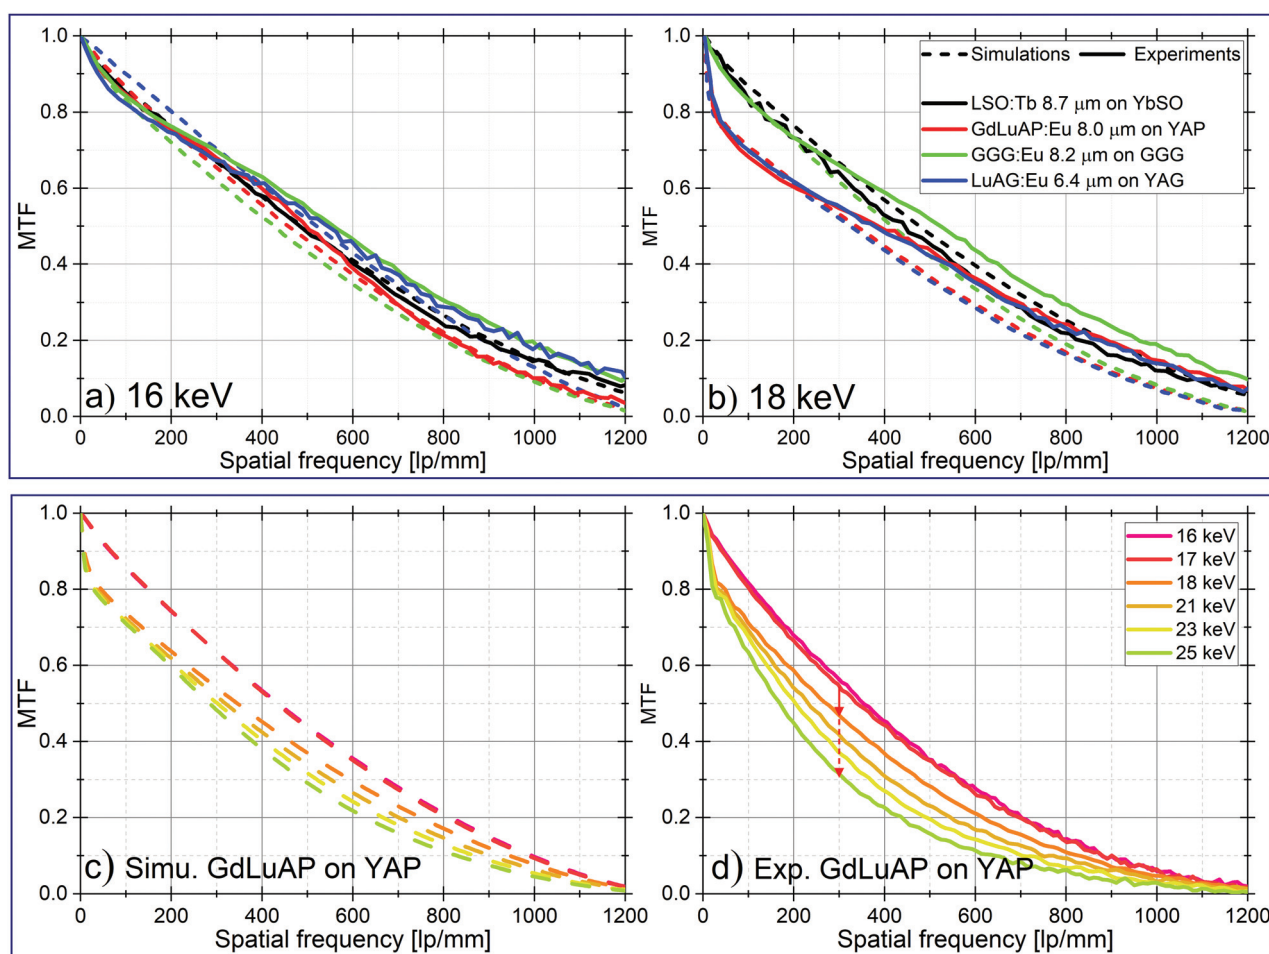 1.0
0.8
0.6
0.4
0.2
0.0
MTF
a) 16 keV
0 200 400 600 800 1000 1200
Spatial frequency [lp/mm]
1.0
0.8
0.6
0.4
0.2
0.0
MTF
Simulations Experiments
LSO:Tb 8.7 μm on YbSO
GdLuAP:Eu 8.0 μm on YAP
GGG:Eu 8.2 μm on GGG
LuAG:Eu 6.4 μm on YAG
b) 18 keV
0 200 400 600 800 1000 1200
Spatial frequency [lp/mm]
1.0
0.8
0.6
0.4
0.2
0.0
MTF
c) Simu. GdLuAP on YAP
0 200 400 600 800 1000 1200
Spatial frequency [lp/mm]
1.0
0.8
0.6
0.4
0.2
0.0
MTF
16 keV
17 keV
18 keV
21 keV
23 keV
25 keV
d) Exp. GdLuAP on YAP
0 200 400 600 800 1000 1200
Spatial frequency [lp/mm]